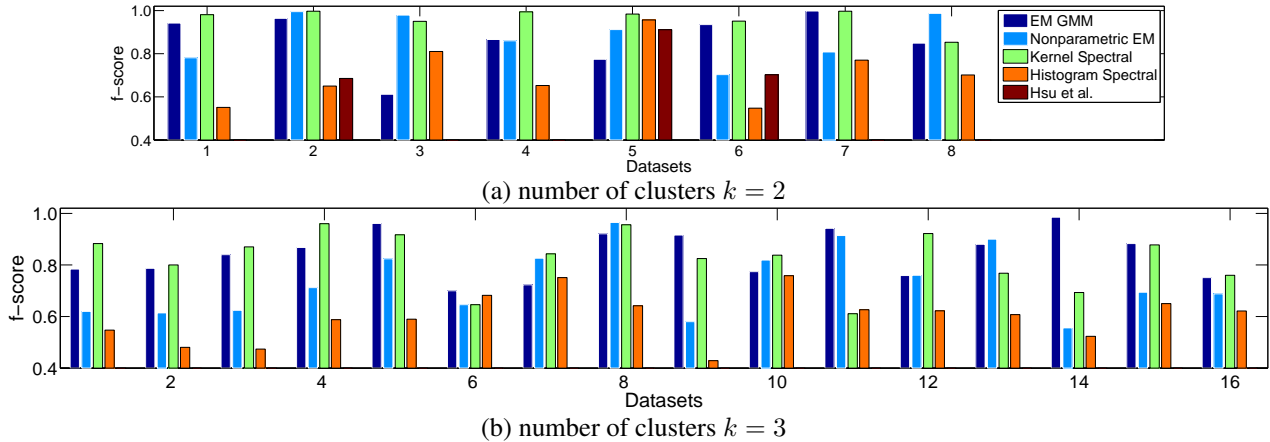 1.0
0.8
0.6
0.4
f-score
1 2 3 4 5 6 7 8
Datasets
EM GMM
Nonparametric EM
Kernel Spectral
Histogram Spectral
Hsu et al.
(a) number of clusters k = 2
1.0
0.8
0.6
0.4
f-score
2 4 6 8 10 12 14 16
Datasets
(b) number of clusters k = 3